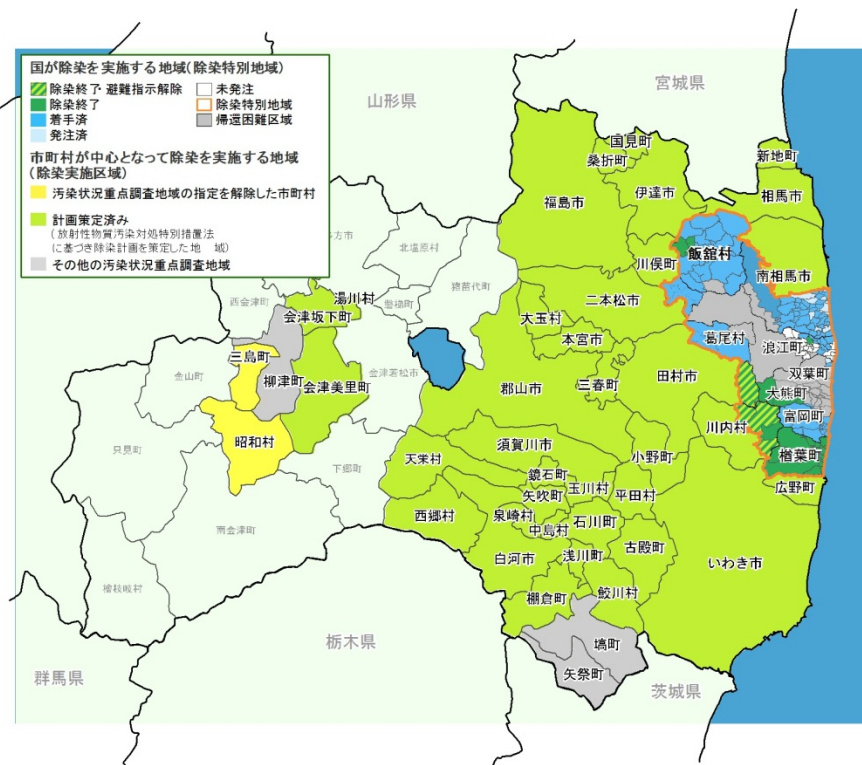 国が除染を実施する地域(除染特別地域)
除染終了・避難指示解除
除染終了
着手済
発注済
未発注
除染特別地域
帰還困難区域
市町村が中心となって除染を実施する地域
(除染実施区域)
汚染状況重点調査地域の指定を解除した市町村
計画策定済み
(放射性物質汚染対処特別措置法
に基づき除染計画を策定した地 域)
その他の汚染状況重点調査地域
山形県
宮城県
国見町
桑折町
新地町
福島市
伊達市
相馬市
多方市
北塩原村
川俣町
飯舘村
南相馬市
西会津町
湯川村
磐梯町
猪苗代町
会津坂下町
二本松市
大玉村
本宮市
葛尾村
浪江町
三島町
柳津町
会津美里町
会津若松市
金山町
郡山市
三春町
田村市
双葉町
大熊町
富岡町
川内村
昭和村
只見町
下郷町
天栄村
須賀川市
小野町
楢葉町
広野町
鏡石町
玉川村
平田村
矢吹町
西郷村
泉崎村
中島村
石川町
南会津町
白河市
浅川町
古殿町
いわき市
檜枝岐村
棚倉町
鮫川村
栃木県
塙町
矢祭町
群馬県
茨城県